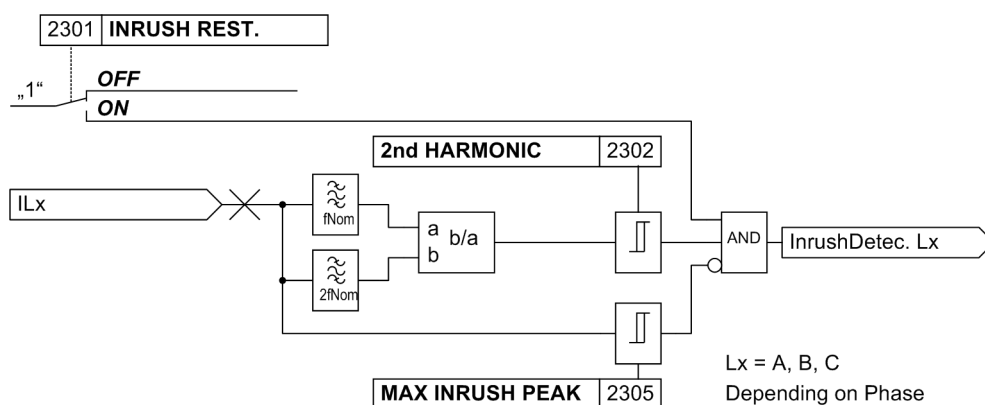 2301 INRUSH REST.
„1“
OFF
ON
2nd HARMONIC 2302
ILx
fNom
a
b
b/a
2fNom
AND
InrushDetec. Lx
MAX INRUSH PEAK 2305
Lx = A, B, C
Depending on Phase